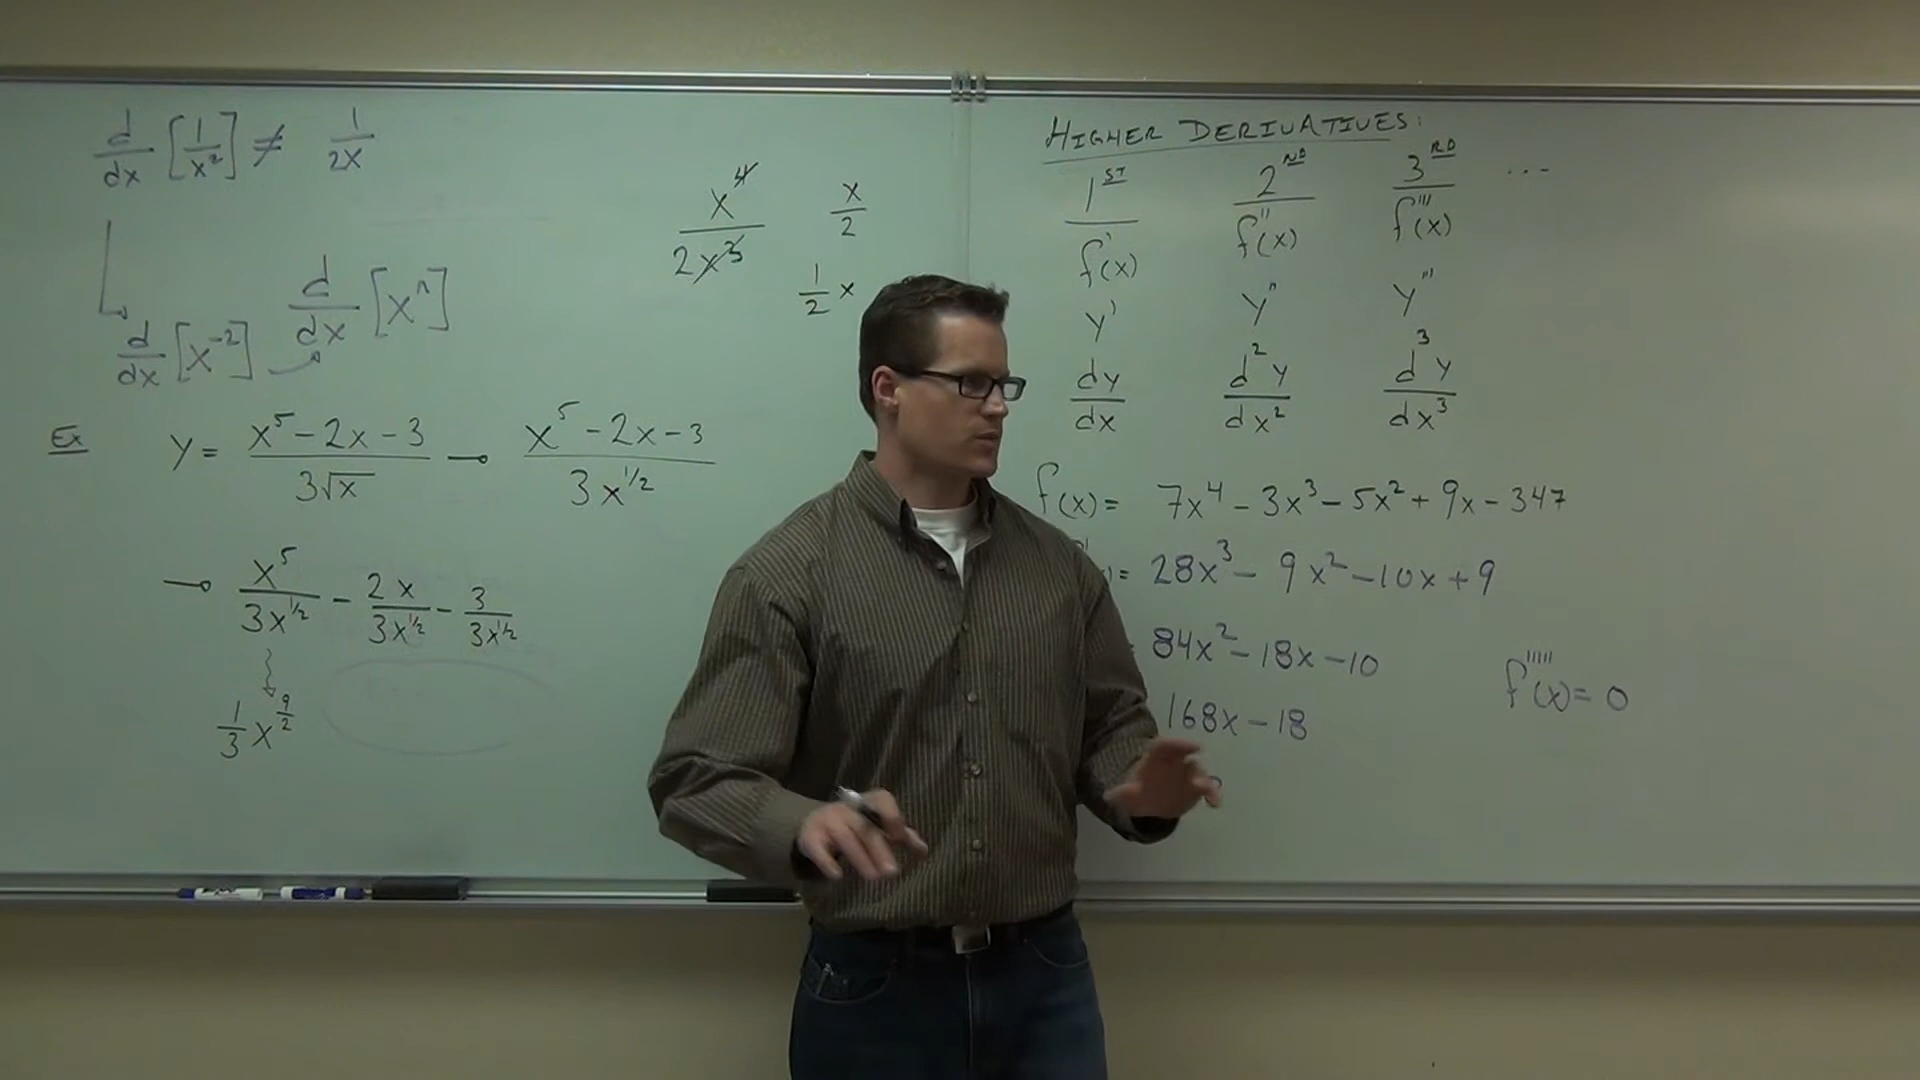 d/dx [1/x²] ≠ 1/2x
d/dx [x⁻²]
d/dx [xⁿ]
x⁴/2x³
x/2
1/2 x
Ex y = (x⁵ - 2x - 3)/(3√x) → (x⁵ - 2x - 3)/(3x^(1/2))
→ x⁵/(3x^(1/2)) - 2x/(3x^(1/2)) - 3/(3x^(1/2))
1/3 x^(9/2)
HIGHER DERIVATIVES:
1ST 2ND 3RD ...
f'(x) f''(x) f'''(x)
y' y'' y'''
dy/dx d²y/dx² d³y/dx³
f(x) = 7x⁴ - 3x³ - 5x² + 9x - 347
= 28x³ - 9x² - 10x + 9
84x² - 18x - 10
168x - 18
f'''''(x) = 0